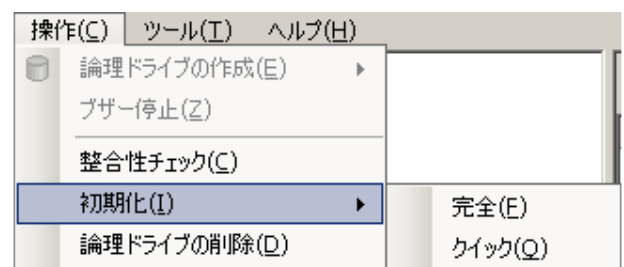 操作(C) ツール(T) ヘルプ(H)
論理ドライブの作成(E)
ブザー停止(Z)
整合性チェック(C)
初期化(I)
完全(F)
論理ドライブの削除(D)
クイック(Q)